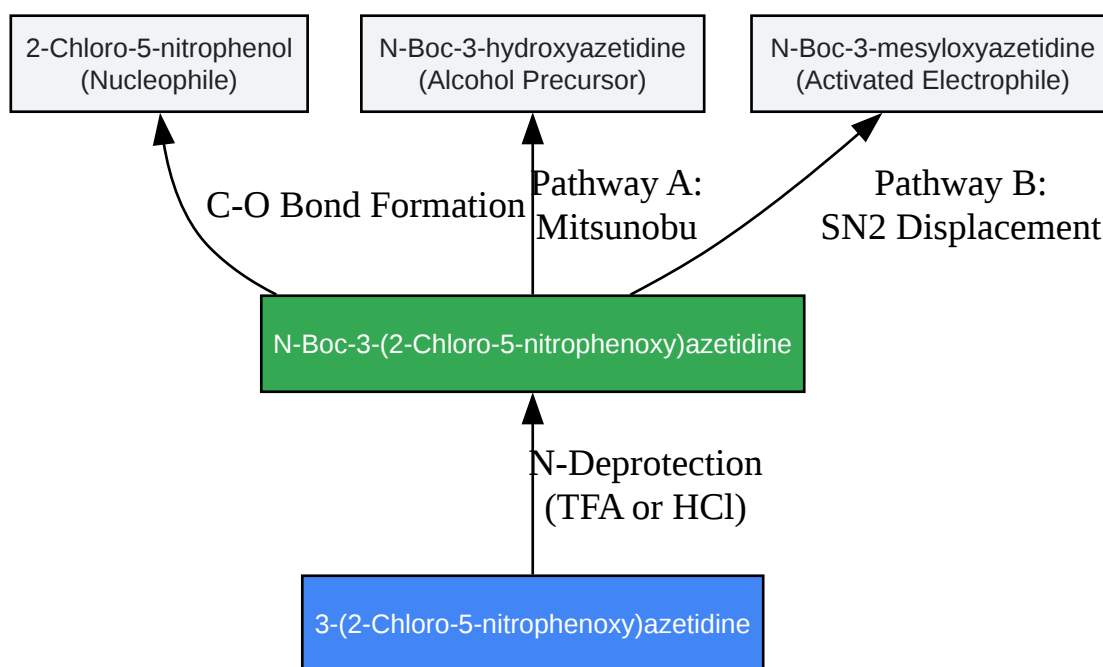 2-Chloro-5-nitrophenol
(Nucleophile)
N-Boc-3-hydroxyazetidine
(Alcohol Precursor)
N-Boc-3-mesyloxyazetidine
(Activated Electrophile)
C-O Bond Formation
Pathway A:
Mitsunobu
Pathway B:
SN2 Displacement
N-Boc-3-(2-Chloro-5-nitrophenoxy)azetidine
N-Deprotection
(TFA or HCl)
3-(2-Chloro-5-nitrophenoxy)azetidine